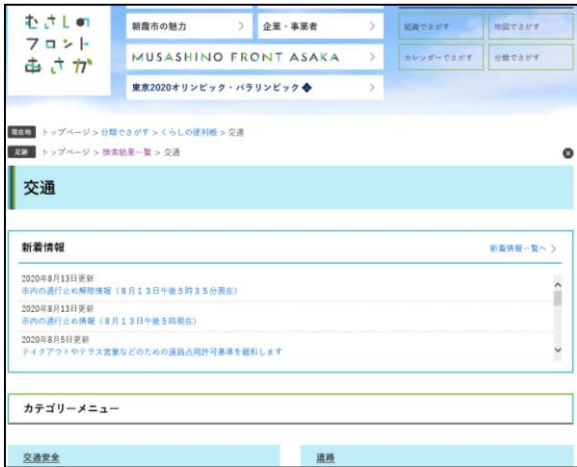 むさしの
フロント
あさか
朝霞市の魅力
企業・事業者
MUSASHINO FRONT ASAKA
東京2020オリンピック・パラリンピック
組織でさがす
地図でさがす
カレンダーでさがす
分類でさがす
現在地 トップページ > 分類でさがす > くらしの便利帳 > 交通
足跡 トップページ > 検索結果一覧 > 交通
交通
新着情報
新着情報一覧へ
2020年8月13日更新
市内の通行止め解除情報（８月１３日午後５時３５分現在）
2020年8月13日更新
市内の通行止め情報（８月１３日午後５時現在）
2020年8月5日更新
テイクアウトやテラス営業などのための道路占用許可基準を緩和します
カテゴリーメニュー
交通安全
道路